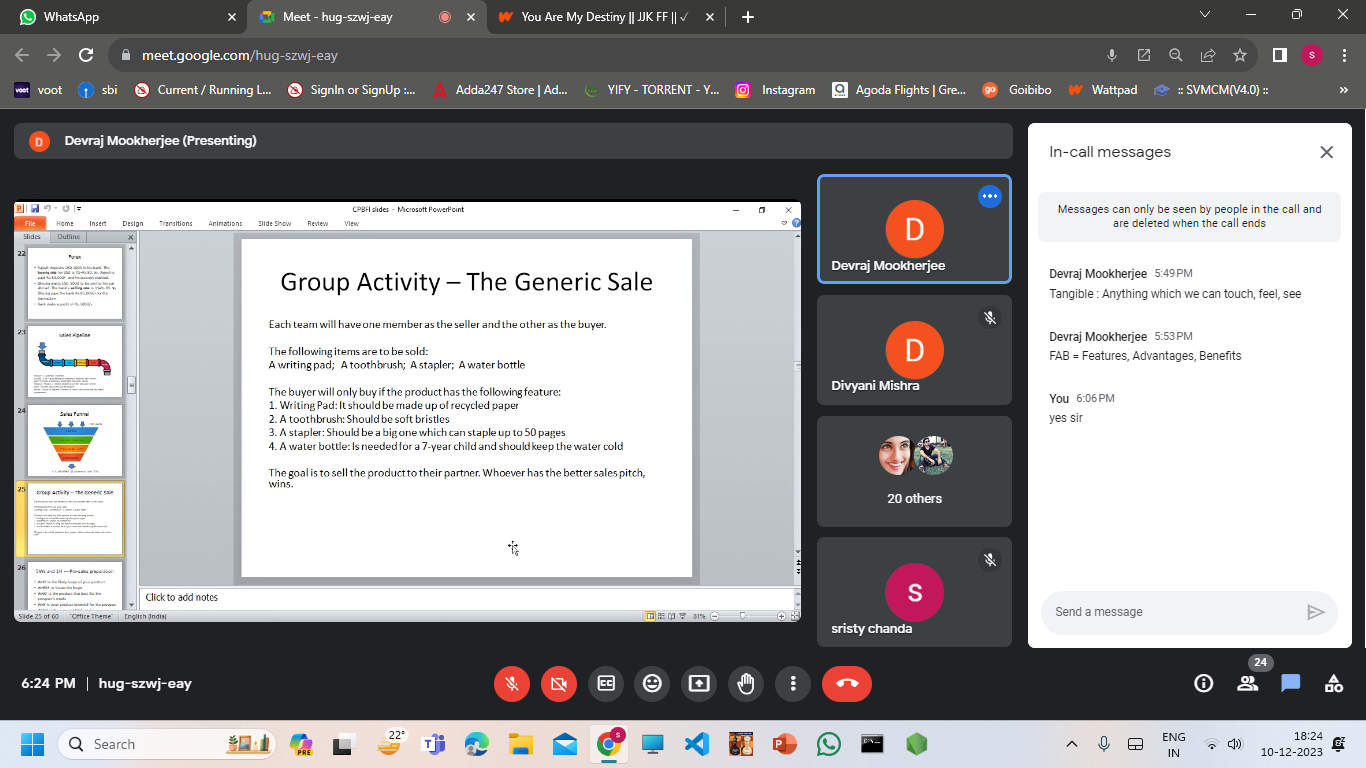 WhatsApp
Meet - hug-szwj-eay
You Are My Destiny || JJK FF || ✓
meet.google.com/hug-szwj-eay
S
voot voot
sbi
Current / Running L...
SignIn or SignUp :...
Adda247 Store | Ad...
YIFY - TORRENT - Y...
Instagram
Agoda Flights | Gre...
go Goibibo
Wattpad
:: SVMCM(V4.0) ::
»
D Devraj Mookherjee (Presenting)
CPBFI slides - Microsoft PowerPoint
File Home Insert Design Transitions Animations Slide Show Review View
Slides Outline
22
Forex
23
Sales Pipeline
24
Sales Funnel
25
Group Activity – The Generic Sale
26
5Ws and 1H ---Pre-sales preparation
Group Activity – The Generic Sale
Each team will have one member as the seller and the other as the buyer.
The following items are to be sold:
A writing pad; A toothbrush; A stapler; A water bottle
The buyer will only buy if the product has the following feature:
1. Writing Pad: It should be made up of recycled paper
2. A toothbrush: Should be soft bristles
3. A stapler: Should be a big one which can staple up to 50 pages
4. A water bottle: Is needed for a 7-year child and should keep the water cold
The goal is to sell the product to their partner. Whoever has the better sales pitch,
wins.
Click to add notes
Slide 25 of 60 "Office Theme" English (India)
81%
D
Devraj Mookherjee
D
Divyani Mishra
20 others
S
sristy chanda
In-call messages
Messages can only be seen by people in the call and
are deleted when the call ends
Devraj Mookherjee 5:49 PM
Tangible : Anything which we can touch, feel, see
Devraj Mookherjee 5:53 PM
FAB = Features, Advantages, Benefits
You 6:06 PM
yes sir
Send a message
6:24 PM | hug-szwj-eay
CC
24
Search
PRE
22°
S
ENG
IN
18:24
10-12-2023